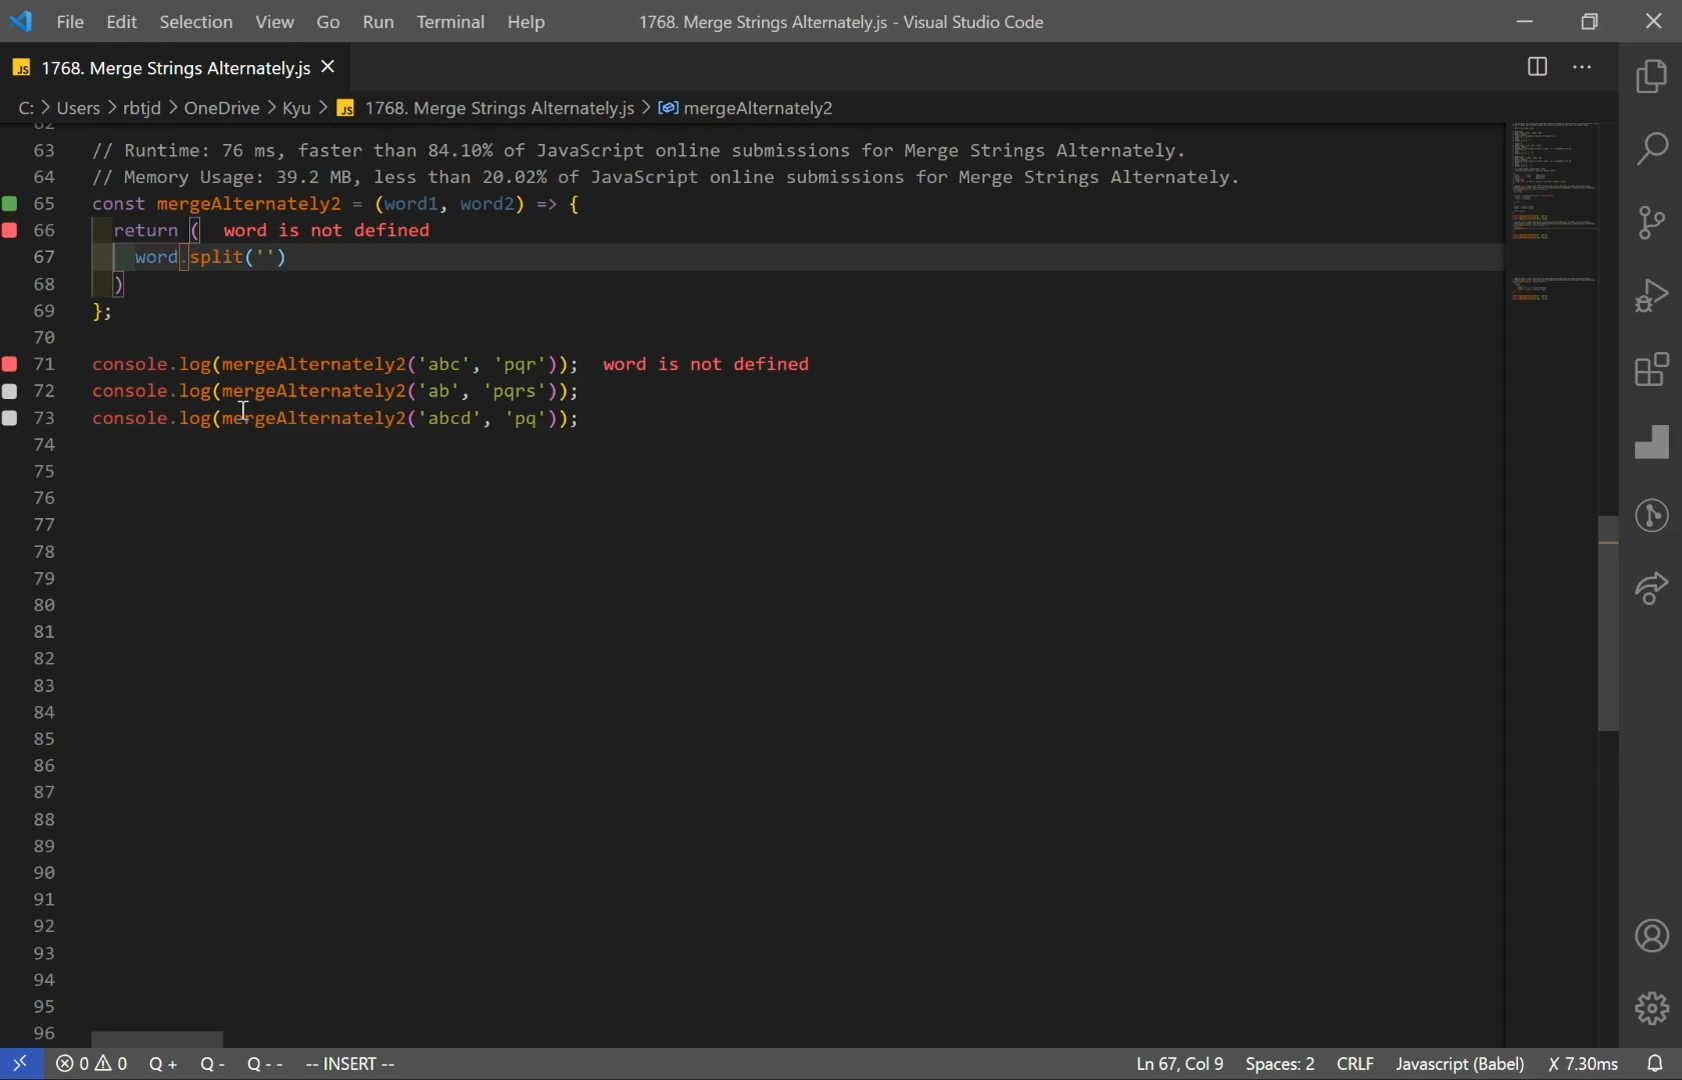 File Edit Selection View Go Run Terminal Help 1768. Merge Strings Alternately.js - Visual Studio Code
JS 1768. Merge Strings Alternately.js
C: > Users > rbtjd > OneDrive > Kyu > JS 1768. Merge Strings Alternately.js > mergeAlternately2
62
63 // Runtime: 76 ms, faster than 84.10% of JavaScript online submissions for Merge Strings Alternately.
64 // Memory Usage: 39.2 MB, less than 20.02% of JavaScript online submissions for Merge Strings Alternately.
65 const mergeAlternately2 = (word1, word2) => {
66 return ( word is not defined
67 word.split('')
68 )
69 };
70
71 console.log(mergeAlternately2('abc', 'pqr')); word is not defined
72 console.log(mergeAlternately2('ab', 'pqrs'));
73 console.log(mergeAlternately2('abcd', 'pq'));
74
75
76
77
78
79
80
81
82
83
84
85
86
87
88
89
90
91
92
93
94
95
96
0 0 Q + Q - Q - - -- INSERT -- Ln 67, Col 9 Spaces: 2 CRLF Javascript (Babel) X 7.30ms